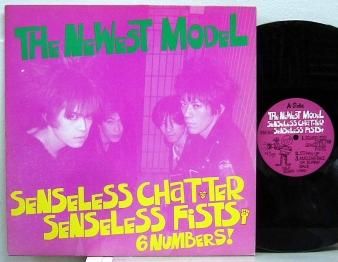 THE NEWEST MODEL
SENSELESS CHATTER
SENSELESS FISTS;
6 NUMBERS!
A-Side
THE NEWEST MODEL
SENSELESS CHATTER
SENSELESS FISTS;